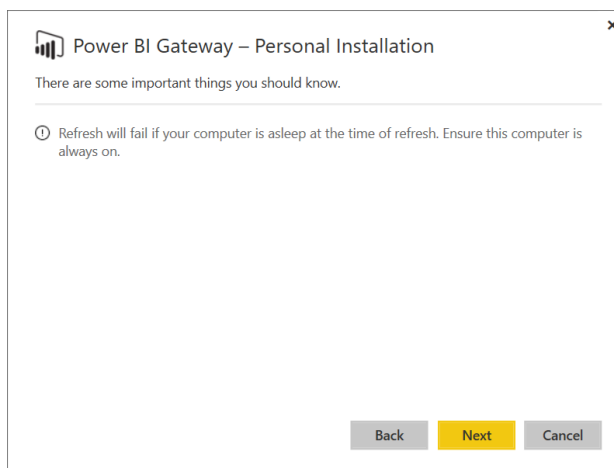 Power BI Gateway – Personal Installation
There are some important things you should know.
Refresh will fail if your computer is asleep at the time of refresh. Ensure this computer is
always on.
Back Next Cancel